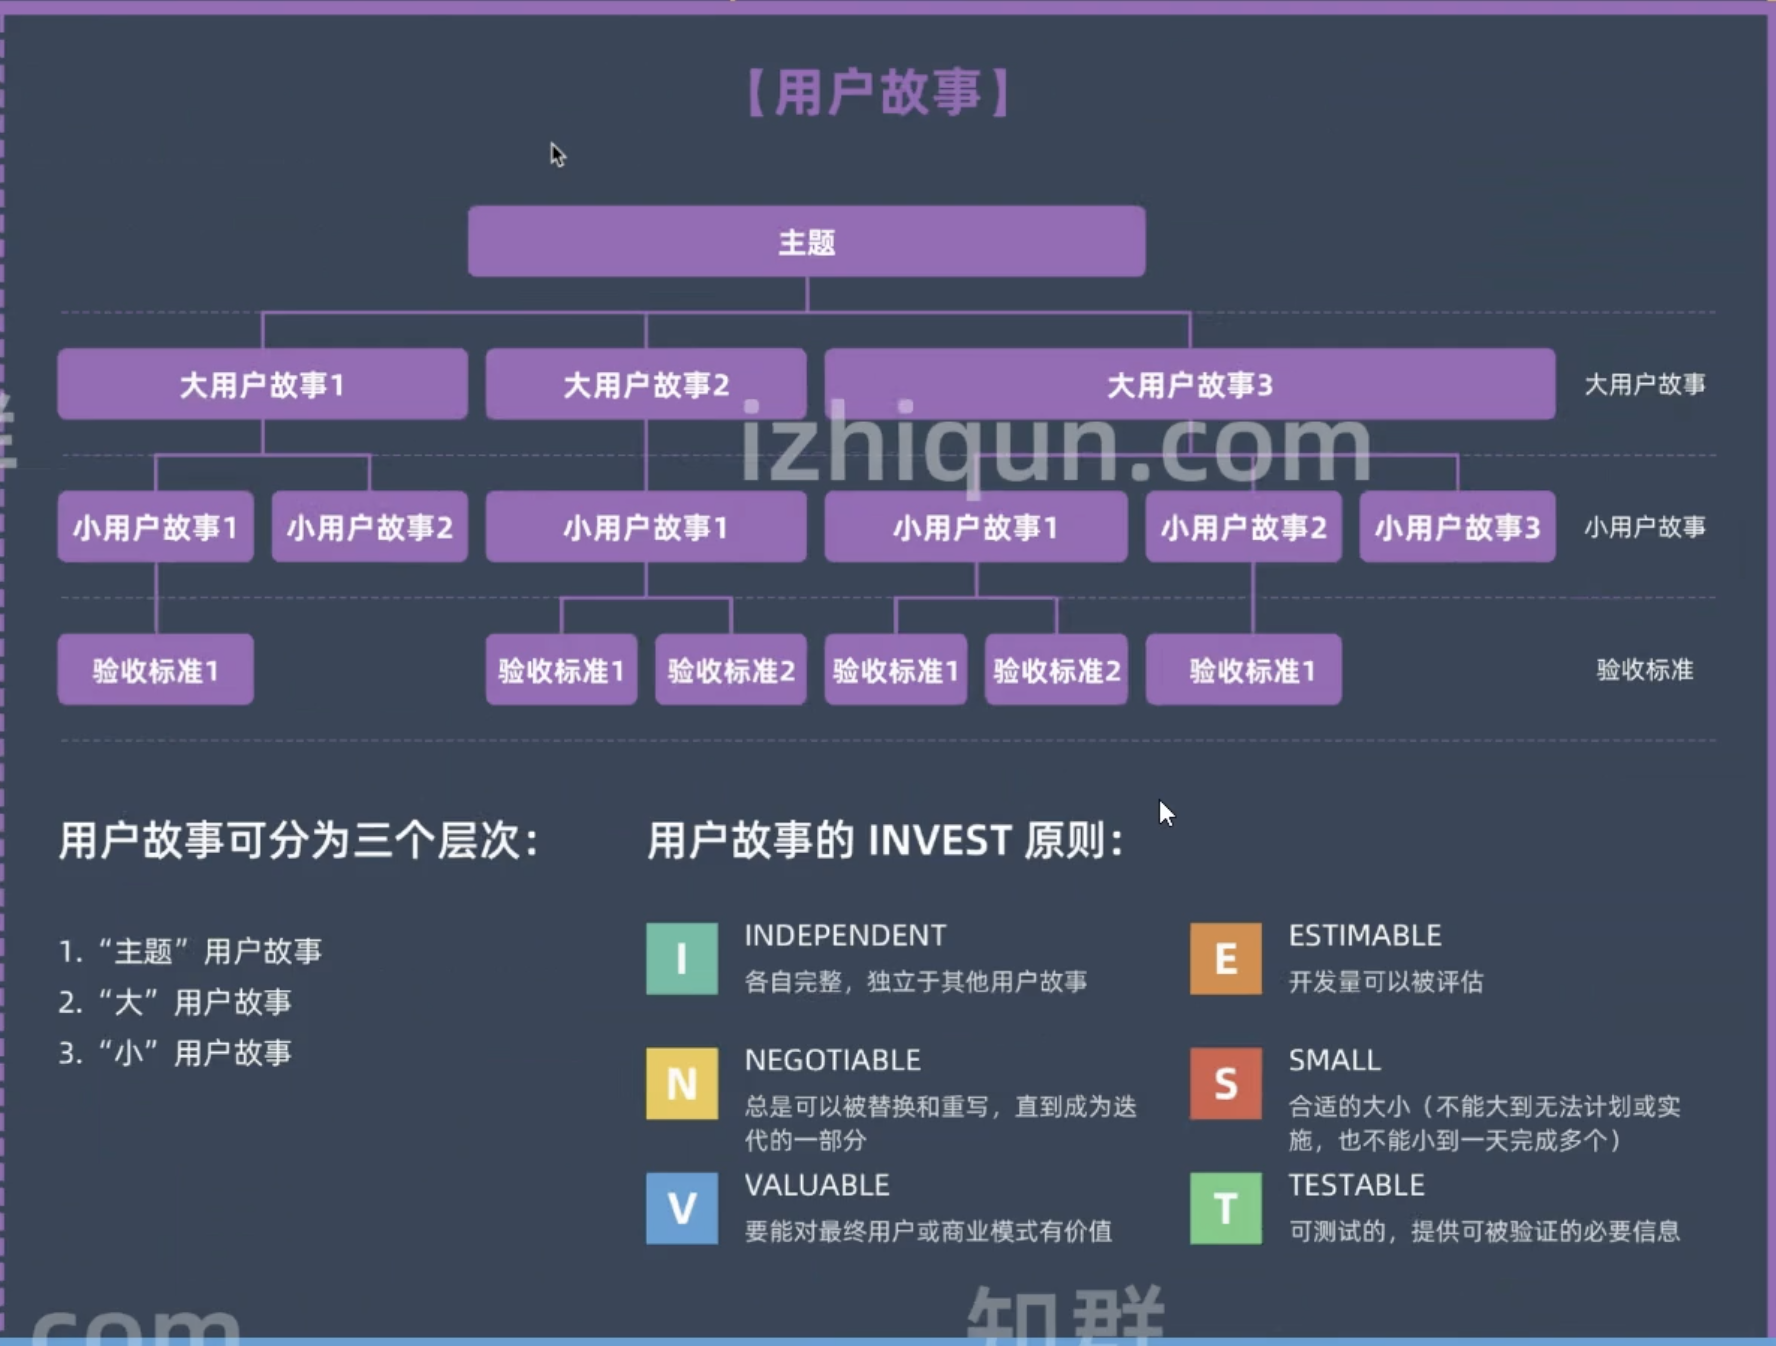 【用户故事】
主题
大用户故事1
大用户故事2
大用户故事3
大用户故事
izhiqun.com
小用户故事1
小用户故事2
小用户故事1
小用户故事1
小用户故事2
小用户故事3
小用户故事
验收标准1
验收标准1
验收标准2
验收标准1
验收标准2
验收标准1
验收标准
用户故事可分为三个层次：
1. “主题”用户故事
2. “大”用户故事
3. “小”用户故事
用户故事的 INVEST 原则：
I
INDEPENDENT
各自完整，独立于其他用户故事
N
NEGOTIABLE
总是可以被替换和重写，直到成为迭
代的一部分
V
VALUABLE
要能对最终用户或商业模式有价值
E
ESTIMABLE
开发量可以被评估
S
SMALL
合适的大小（不能大到无法计划或实
施，也不能小到一天完成多个）
T
TESTABLE
可测试的，提供可被验证的必要信息
com
知群